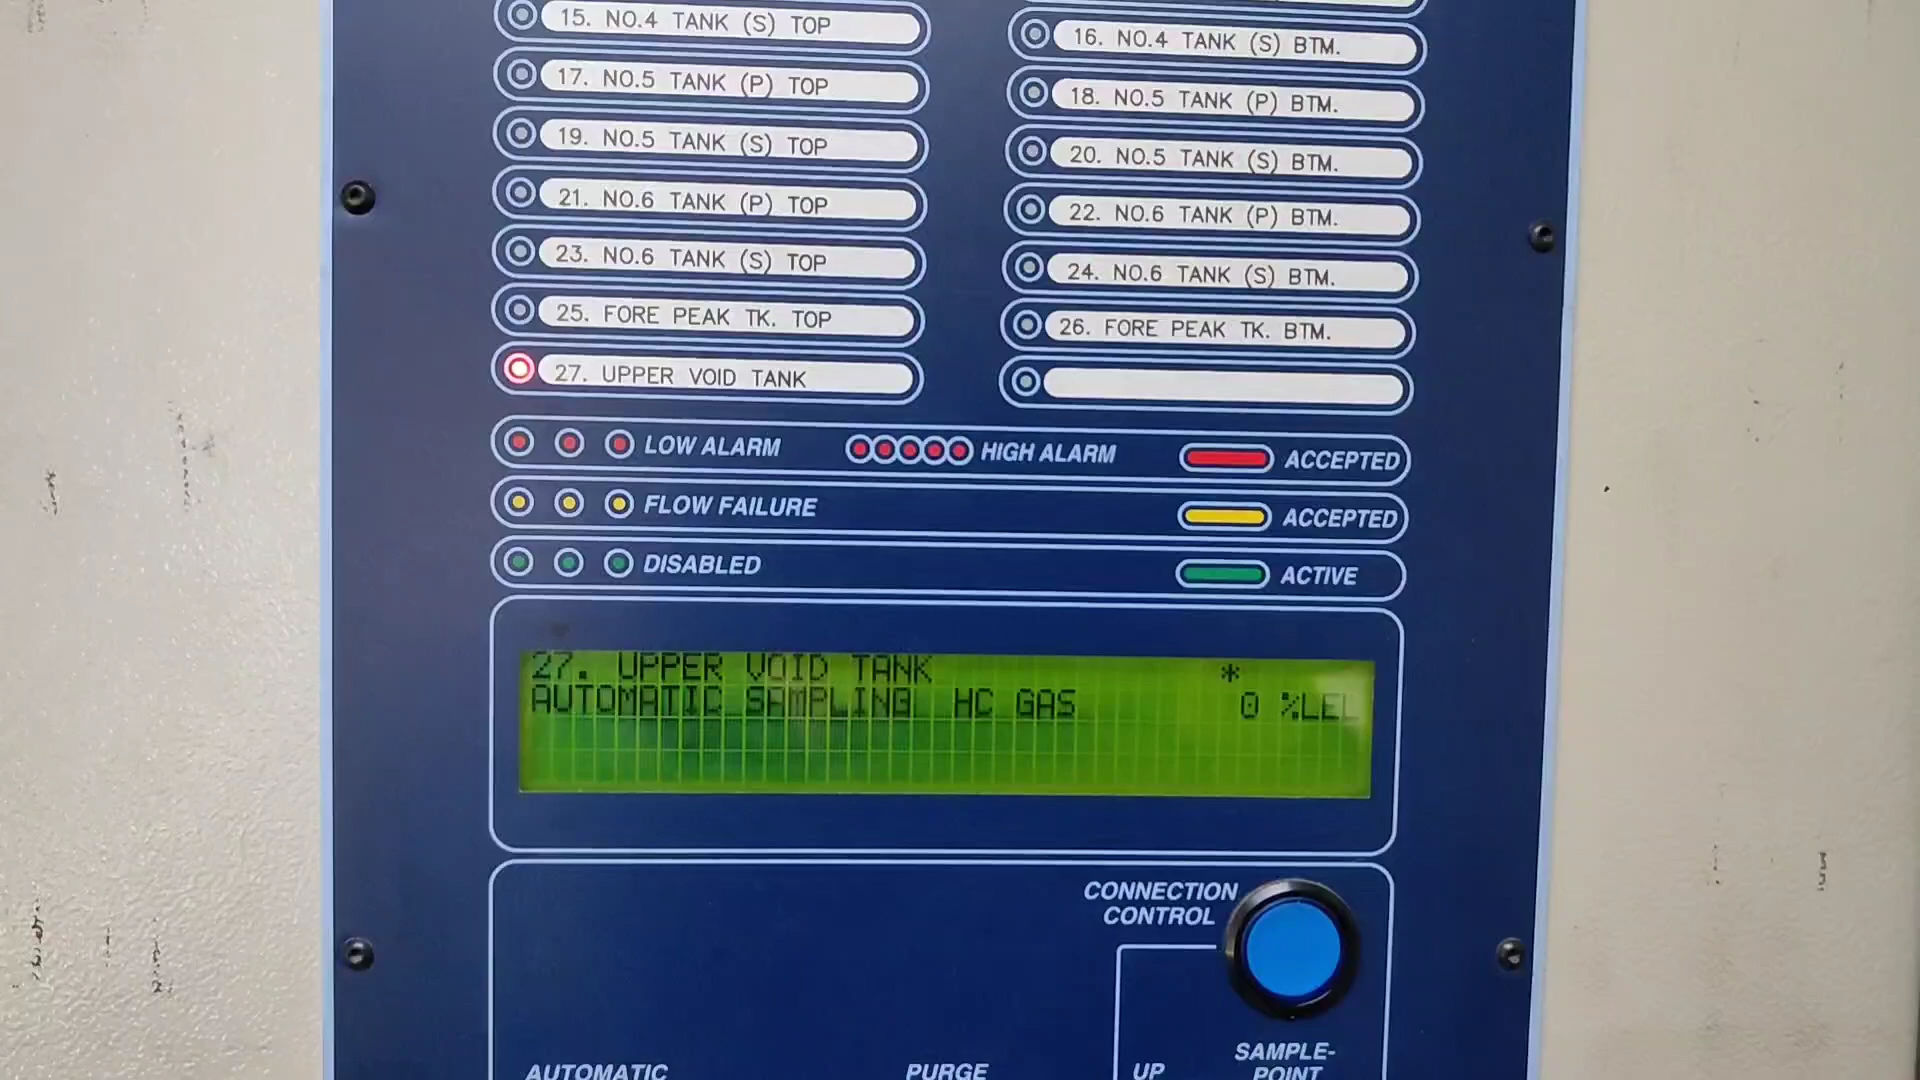 15. NO.4 TANK (S) TOP
16. NO.4 TANK (S) BTM.
17. NO.5 TANK (P) TOP
18. NO.5 TANK (P) BTM.
19. NO.5 TANK (S) TOP
20. NO.5 TANK (S) BTM.
21. NO.6 TANK (P) TOP
22. NO.6 TANK (P) BTM.
23. NO.6 TANK (S) TOP
24. NO.6 TANK (S) BTM.
25. FORE PEAK TK. TOP
26. FORE PEAK TK. BTM.
27. UPPER VOID TANK
LOW ALARM HIGH ALARM ACCEPTED
FLOW FAILURE ACCEPTED
DISABLED ACTIVE
27. UPPER VOID TANK *
AUTOMATIC SAMPLING HC GAS 0 %LEL
CONNECTION
CONTROL
AUTOMATIC PURGE UP
SAMPLE-
POINT